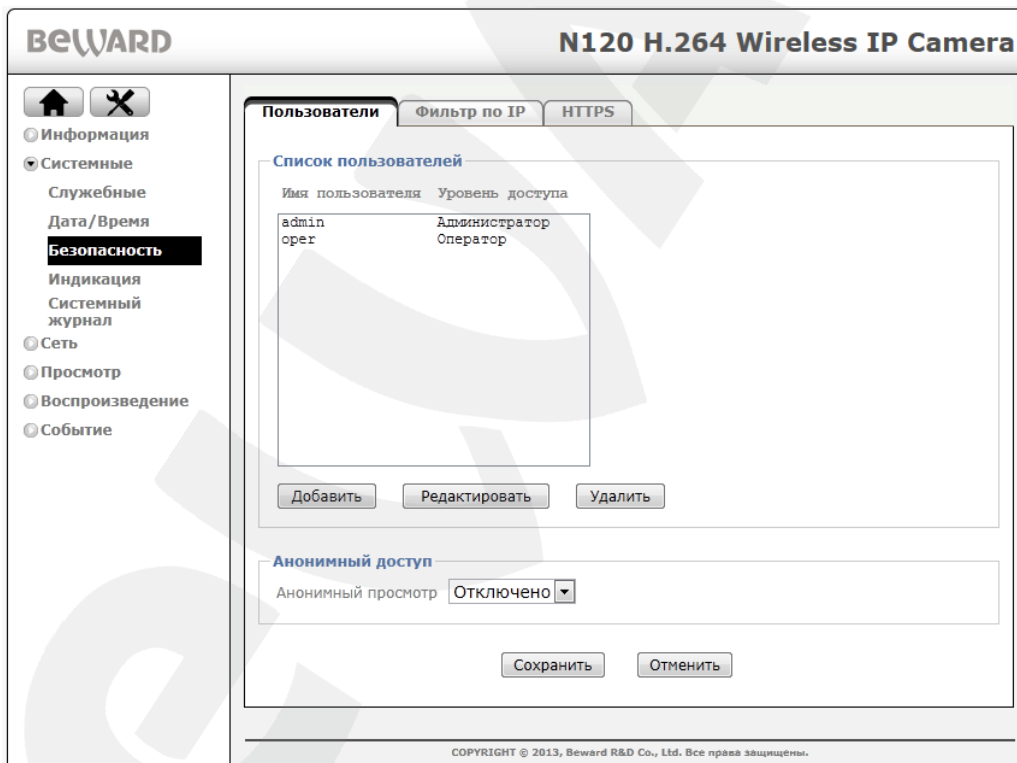 BEWARD
N120 H.264 Wireless IP Camera
Информация
Системные
Служебные
Дата/Время
Безопасность
Индикация
Системный
журнал
Сеть
Просмотр
Воспроизведение
Событие
Пользователи
Фильтр по IP
HTTPS
Список пользователей
Имя пользователя Уровень доступа
admin Администратор
oper Оператор
Добавить
Редактировать
Удалить
Анонимный доступ
Анонимный просмотр Отключено
Сохранить
Отменить
COPYRIGHT © 2013, Beward R&D Co., Ltd. Все права защищены.